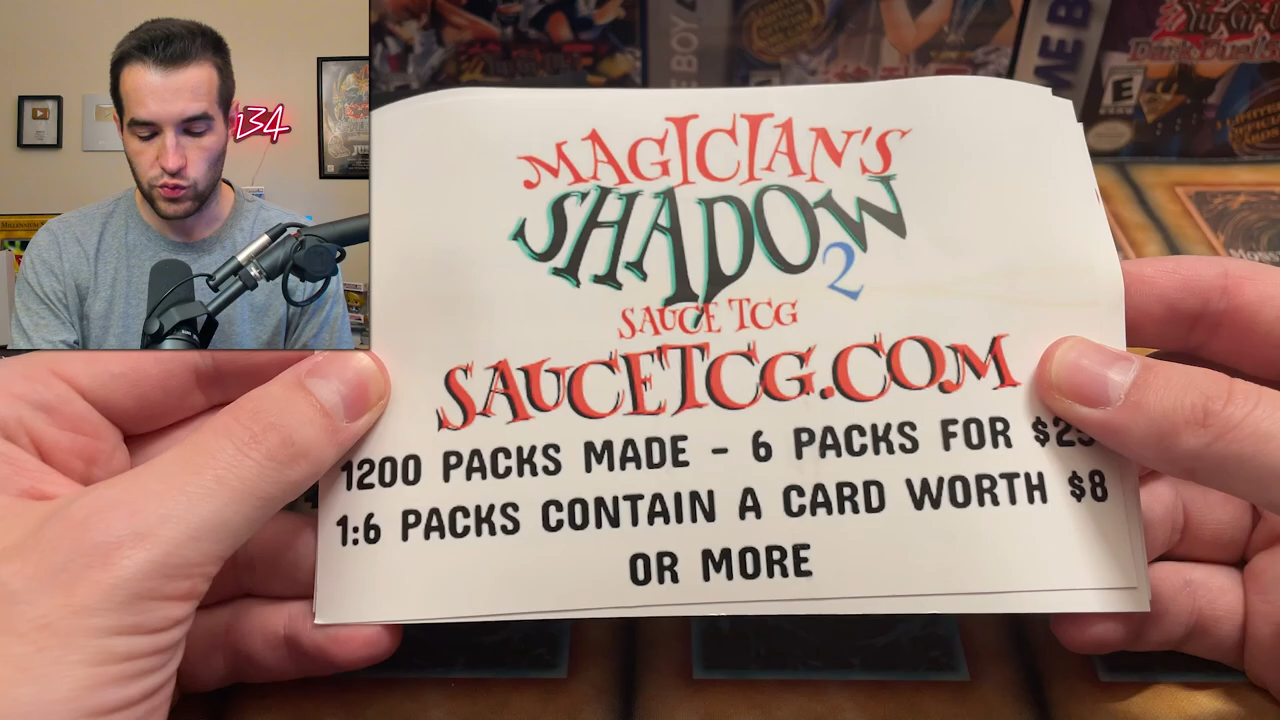 MAGICIAN'S
SHADOW
2
SAUCE TCG
SAUCETCG.COM
1200 PACKS MADE - 6 PACKS FOR
1:6 PACKS CONTAIN A CARD WORTH $8
OR MORE
134
E